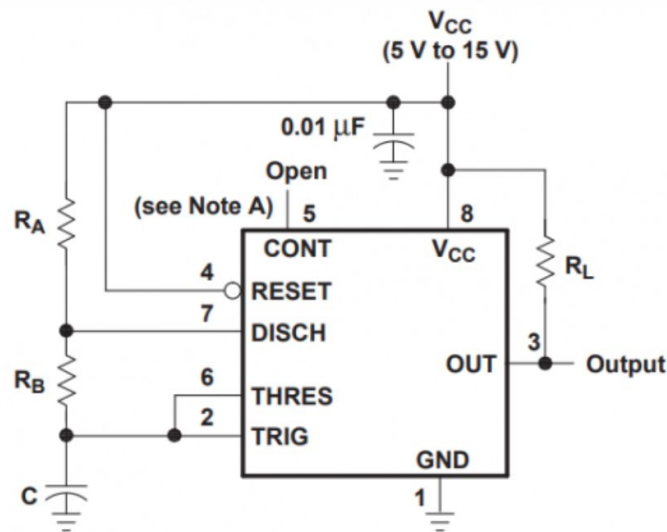 VCC
(5 V to 15 V)
0.01 µF
Open
(see Note A)
5
8
RA
CONT
VCC
4
RESET
RL
7
DISCH
3
OUT
Output
RB
6
THRES
2
TRIG
GND
C
1